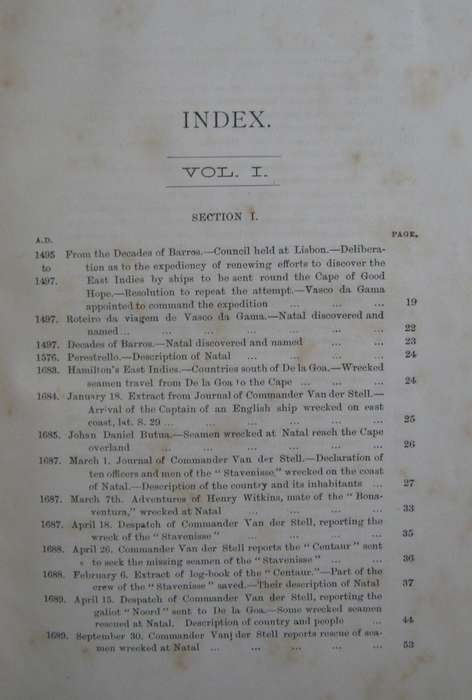 INDEX.
VOL. I.
SECTION I.
A.D. PAGE.
1495 From the Decades of Barros.—Council held at Lisbon.—Delibera-
to tion as to the expediency of renewing efforts to discover the
1497. East Indies by ships to be sent round the Cape of Good
Hope.—Resolution to repeat the attempt.—Vasco da Gama
appointed to command the expedition ... ... ... 19
1497. Roteiro da viagem de Vasco da Gama.—Natal discovered and
named ... ... ... ... ... ... 22
1497. Decades of Barros.—Natal discovered and named ... ... 23
1576. Perestrello.—Description of Natal ... ... ... ... 24
1683. Hamilton's East Indies.—Countries south of De la Goa.—Wrecked
seamen travel from De la Goa to the Cape ... ... ... 24
1684. January 18. Extract from Journal of Commander Van der Stell.—
Arrival of the Captain of an English ship wrecked on east
coast, lat. S. 29 ... ... ... ... ... 25
1685. Johan Daniel Butua.—Seamen wrecked at Natal reach the Cape
overland ... ... ... ... ... 26
1687. March 1. Journal of Commander Van der Stell.—Declaration of
ten officers and men of the "Stavenisse," wrecked on the coast
of Natal.—Description of the country and its inhabitants ... 27
1687. March 7th. Adventures of Henry Witkins, mate of the "Bona-
ventura," wrecked at Natal ... ... ... ... 33
1687. April 18. Despatch of Commander Van der Stell, reporting the
wreck of the "Stavenisse" ... ... ... ... 35
1688. April 26. Commander Van der Stell reports the "Centaur" sent
to seek the missing seamen of the "Stavenisse" ... ... 36
1688. February 6. Extract of log-book of the "Centaur."—Part of the
crew of the "Stavenisse" saved.—Their description of Natal 37
1689. April 15. Despatch of Commander Van der Stell, reporting the
galiot "Noord" sent to De la Goa.—Some wrecked seamen
rescued at Natal. Description of country and people ... 44
1689. September 30. Commander Van der Stell reports rescue of sea-
men wrecked at Natal ... ... ... ... ... 53